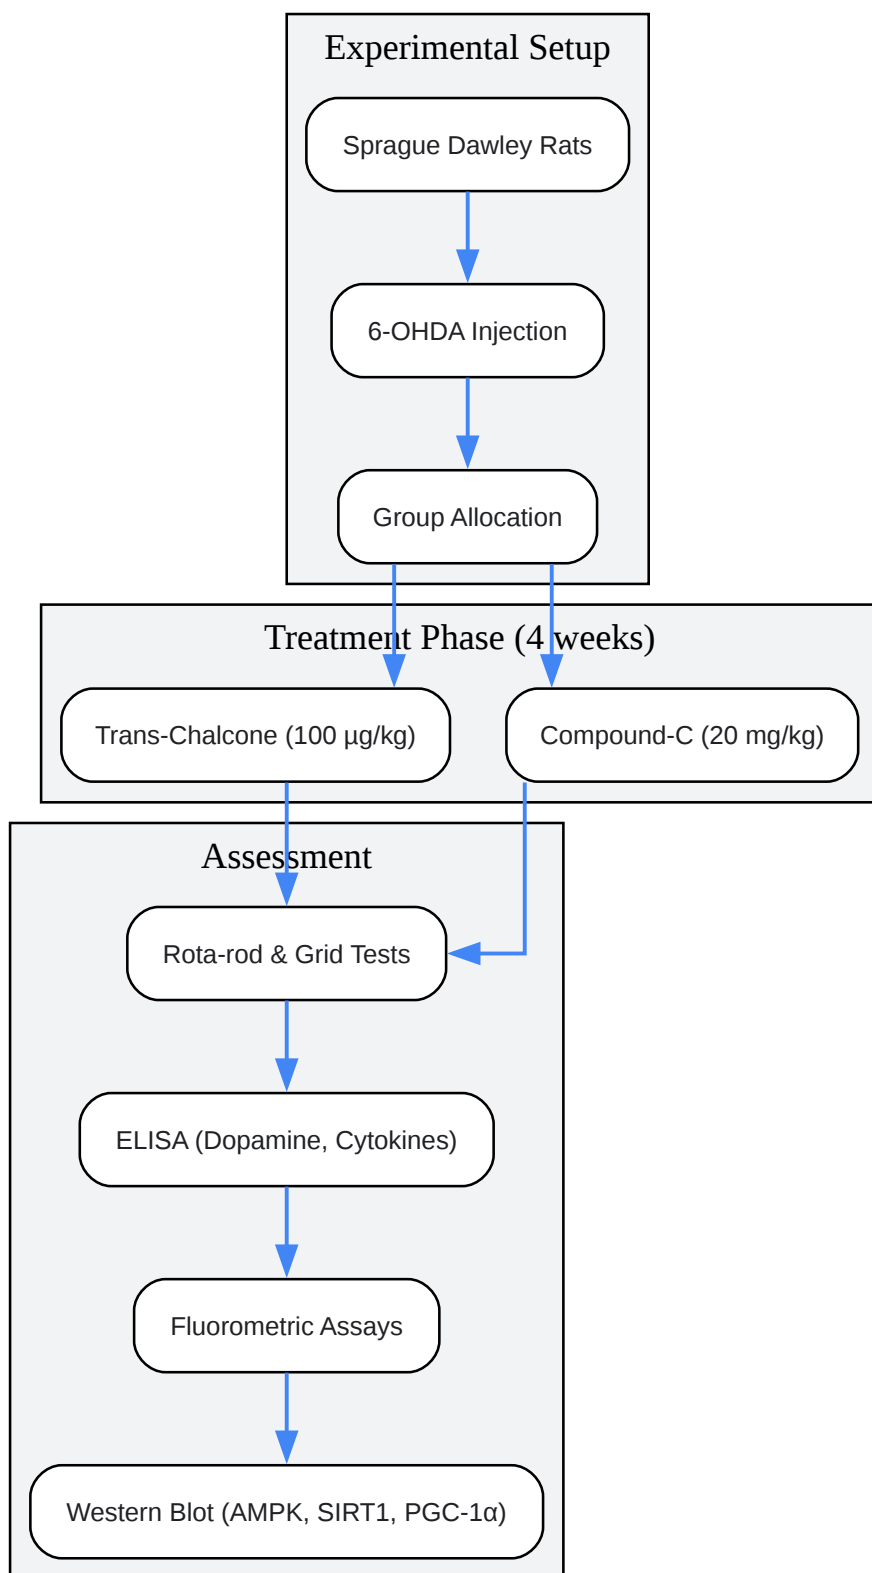 Experimental Setup
Sprague Dawley Rats
6-OHDA Injection
Group Allocation
Treatment Phase (4 weeks)
Trans-Chalcone (100 µg/kg)
Compound-C (20 mg/kg)
Assessment
Rota-rod & Grid Tests
ELISA (Dopamine, Cytokines)
Fluorometric Assays
Western Blot (AMPK, SIRT1, PGC-1α)